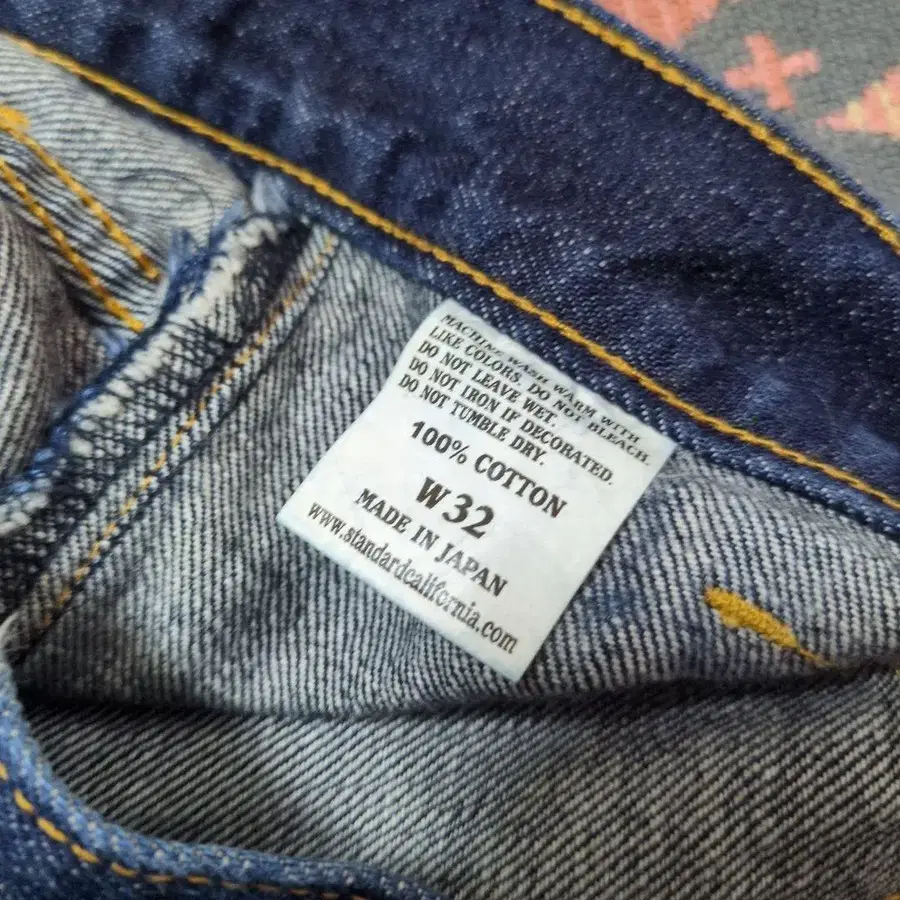 MACHINE WASH WARM WITH
LIKE COLORS. DO NOT BLEACH.
DO NOT LEAVE WET.
DO NOT IRON IF DECORATED.
DO NOT TUMBLE DRY.
100% COTTON
W 32
MADE IN JAPAN
www.standardcalifornia.com